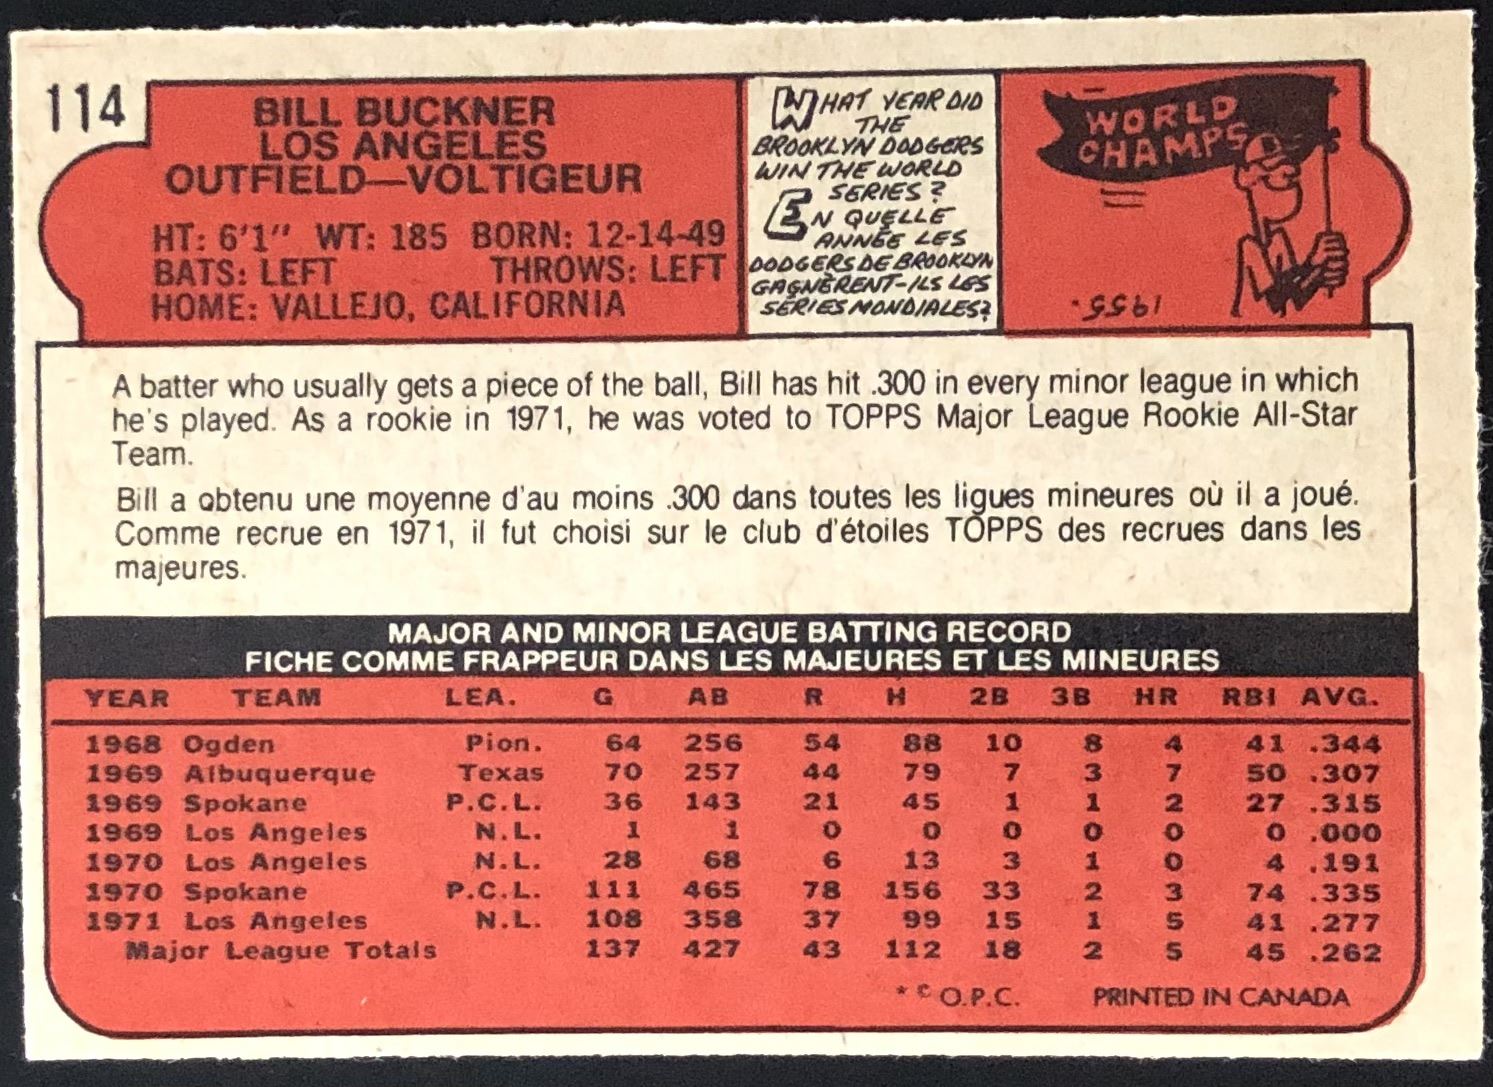 114
BILL BUCKNER
LOS ANGELES
OUTFIELD—VOLTIGEUR
HT: 6'1" WT: 185 BORN: 12-14-49
BATS: LEFT THROWS: LEFT
HOME: VALLEJO, CALIFORNIA
WHAT YEAR DID
THE
BROOKLYN DODGERS
WIN THE WORLD
SERIES?
EN QUELLE
ANNÉE LES
DODGERS DE BROOKLYN
GAGNÈRENT-ILS LES
SÉRIES MONDIALES?
WORLD
CHAMPS
1955.
A batter who usually gets a piece of the ball, Bill has hit .300 in every minor league in which
he's played. As a rookie in 1971, he was voted to TOPPS Major League Rookie All-Star
Team.
Bill a obtenu une moyenne d'au moins .300 dans toutes les ligues mineures où il a joué.
Comme recrue en 1971, il fut choisi sur le club d'étoiles TOPPS des recrues dans les
majeures.
MAJOR AND MINOR LEAGUE BATTING RECORD
FICHE COMME FRAPPEUR DANS LES MAJEURES ET LES MINEURES
YEAR TEAM LEA. G AB R H 2B 3B HR RBI AVG.
1968 Ogden Pion. 64 256 54 88 10 8 4 41 .344
1969 Albuquerque Texas 70 257 44 79 7 3 7 50 .307
1969 Spokane P.C.L. 36 143 21 45 1 1 2 27 .315
1969 Los Angeles N.L. 1 1 0 0 0 0 0 0 .000
1970 Los Angeles N.L. 28 68 6 13 3 1 0 4 .191
1970 Spokane P.C.L. 111 465 78 156 33 2 3 74 .335
1971 Los Angeles N.L. 108 358 37 99 15 1 5 41 .277
Major League Totals 137 427 43 112 18 2 5 45 .262
* © O.P.C. PRINTED IN CANADA